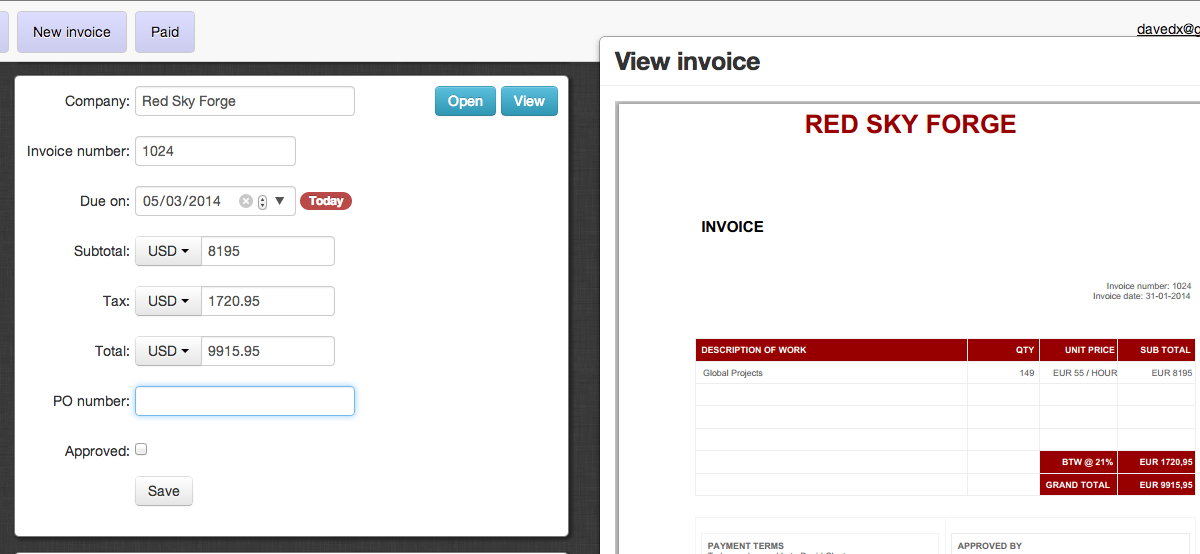 New invoice Paid
davedx@
Company: Red Sky Forge Open View
Invoice number: 1024
Due on: 05/03/2014 Today
Subtotal: USD 8195
Tax: USD 1720.95
Total: USD 9915.95
PO number:
Approved:
Save
View invoice
RED SKY FORGE
INVOICE
Invoice number: 1024
Invoice date: 31-01-2014
DESCRIPTION OF WORK QTY UNIT PRICE SUB TOTAL
Global Projects 149 EUR 55 / HOUR EUR 8195
BTW @ 21% EUR 1720,95
GRAND TOTAL EUR 9915,95
PAYMENT TERMS APPROVED BY